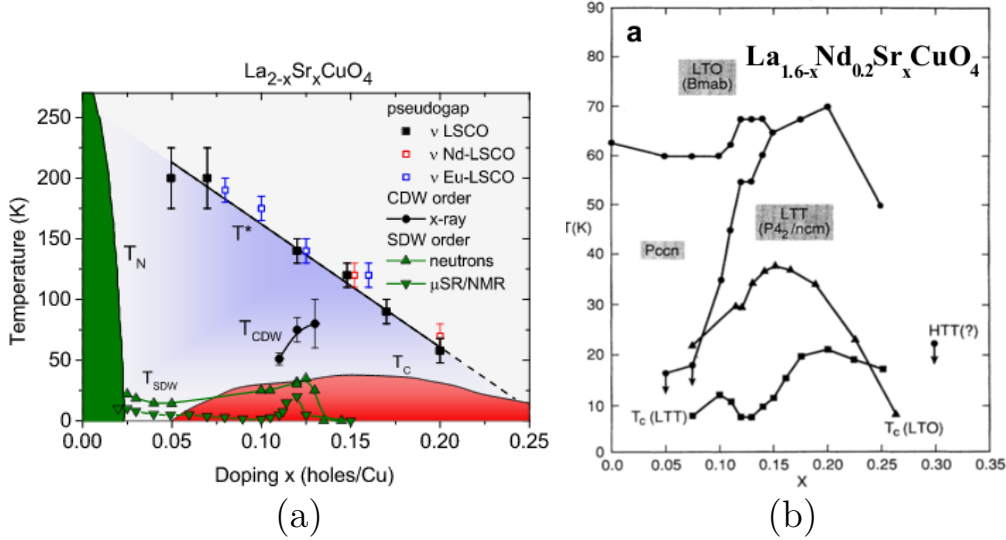 La2-xSrxCuO4
pseudogap
ν LSCO
ν Nd-LSCO
ν Eu-LSCO
CDW order
x-ray
SDW order
neutrons
μSR/NMR
TN
T*
TCDW
TSDW
TC
Temperature (K)
250
200
150
100
50
0
0.00 0.05 0.10 0.15 0.20 0.25
Doping x (holes/Cu)
(a)
a
La1.6-xNd0.2SrxCuO4
LTO
(Bmab)
LTT
(P42/ncm)
Pccn
HTT(?)
Tc (LTT)
Tc (LTO)
T(K)
80
70
60
50
40
30
20
10
0
0.0 0.05 0.10 0.15 0.20 0.25 0.30 0.35
X
(b)